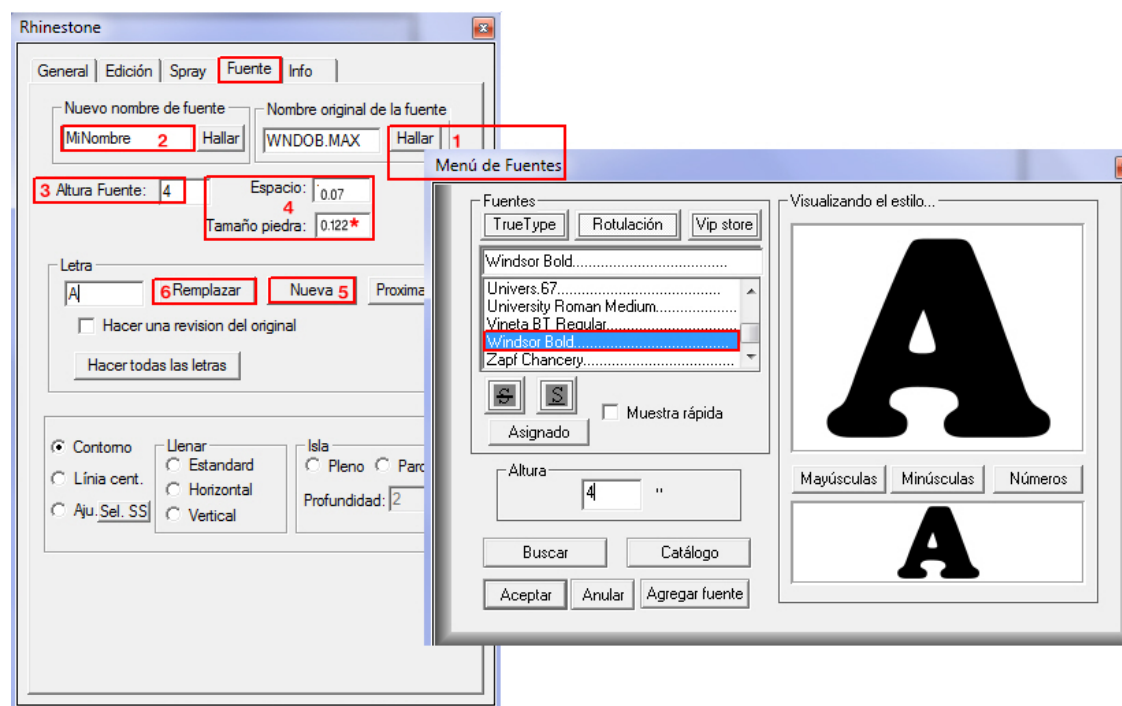 Rhinestone
General Edición Spray Fuente Info
Nuevo nombre de fuente Nombre original de la fuente
MiNombre 2 Hallar WNDOB.MAX Hallar 1
3 Altura Fuente: 4 Espacio: 0.07
4
Tamaño piedra: 0.122*
Letra
A 6 Remplazar Nueva 5 Proxima
Hacer una revision del original
Hacer todas las letras
Contorno
Línia cent.
Aju. Sel. SS
Llenar
Estandard
Horizontal
Vertical
Isla
Pleno Parc
Profundidad: 2
Menú de Fuentes
Fuentes
TrueType Rotulación Vip store
Windsor Bold......................................
Univers.67.........................................
University Roman Medium....................
Vineta BT Regular................................
Windsor Bold......................................
Zapf Chancery.....................................
S S Muestra rápida
Asignado
Altura
4 "
Buscar Catálogo
Aceptar Anular Agregar fuente
Visualizando el estilo...
A
Mayúsculas Minúsculas Números
A